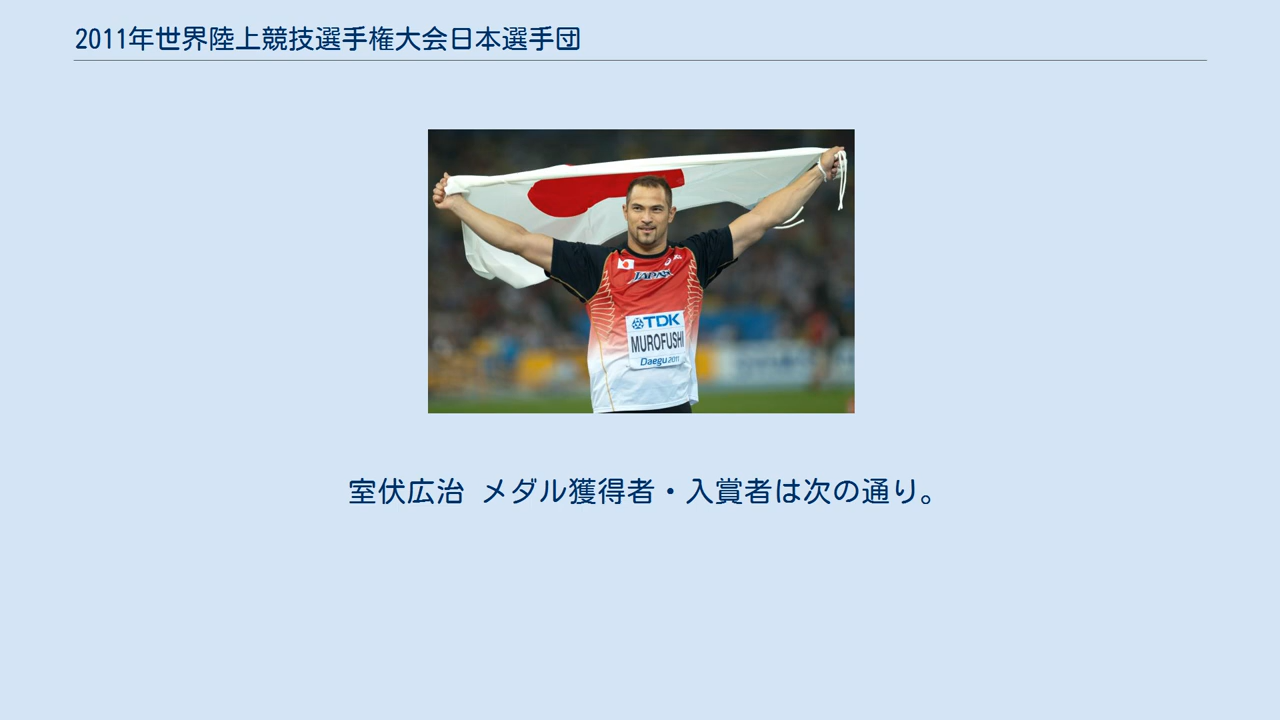 2011年世界陸上競技選手権大会日本選手団
JAPAN
TDK
MUROFUSHI
Daegu 2011
室伏広治 メダル獲得者・入賞者は次の通り。